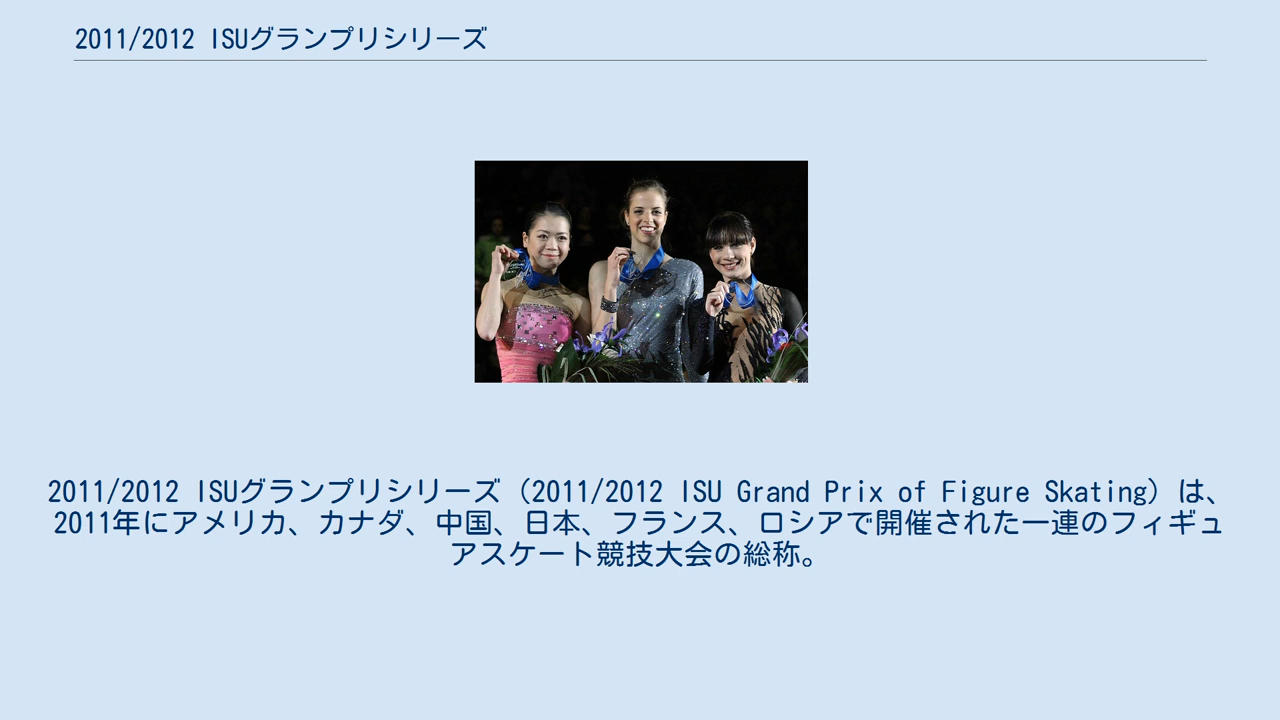 2011/2012 ISUグランプリシリーズ
2011/2012 ISUグランプリシリーズ（2011/2012 ISU Grand Prix of Figure Skating）は、
2011年にアメリカ、カナダ、中国、日本、フランス、ロシアで開催された一連のフィギュ
アスケート競技大会の総称。